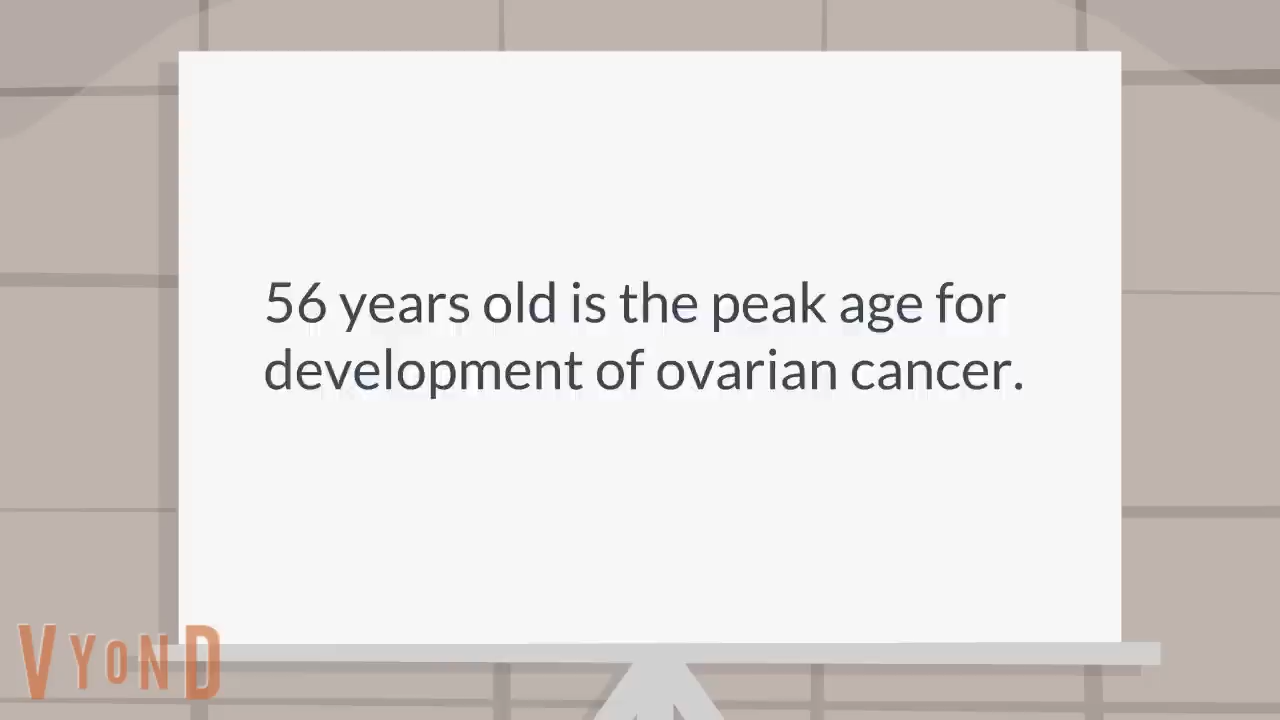 56 years old is the peak age for
development of ovarian cancer.
VYOND